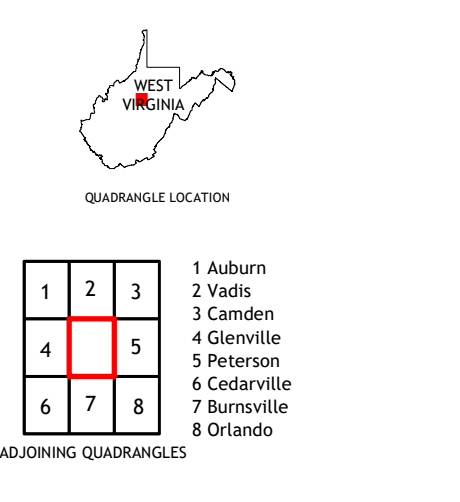 WEST
VIRGINIA
QUADRANGLE LOCATION
1 2 3
4 5
6 7 8
1 Auburn
2 Vadis
3 Camden
4 Glenville
5 Peterson
6 Cedarville
7 Burnsville
8 Orlando
ADJOINING QUADRANGLES